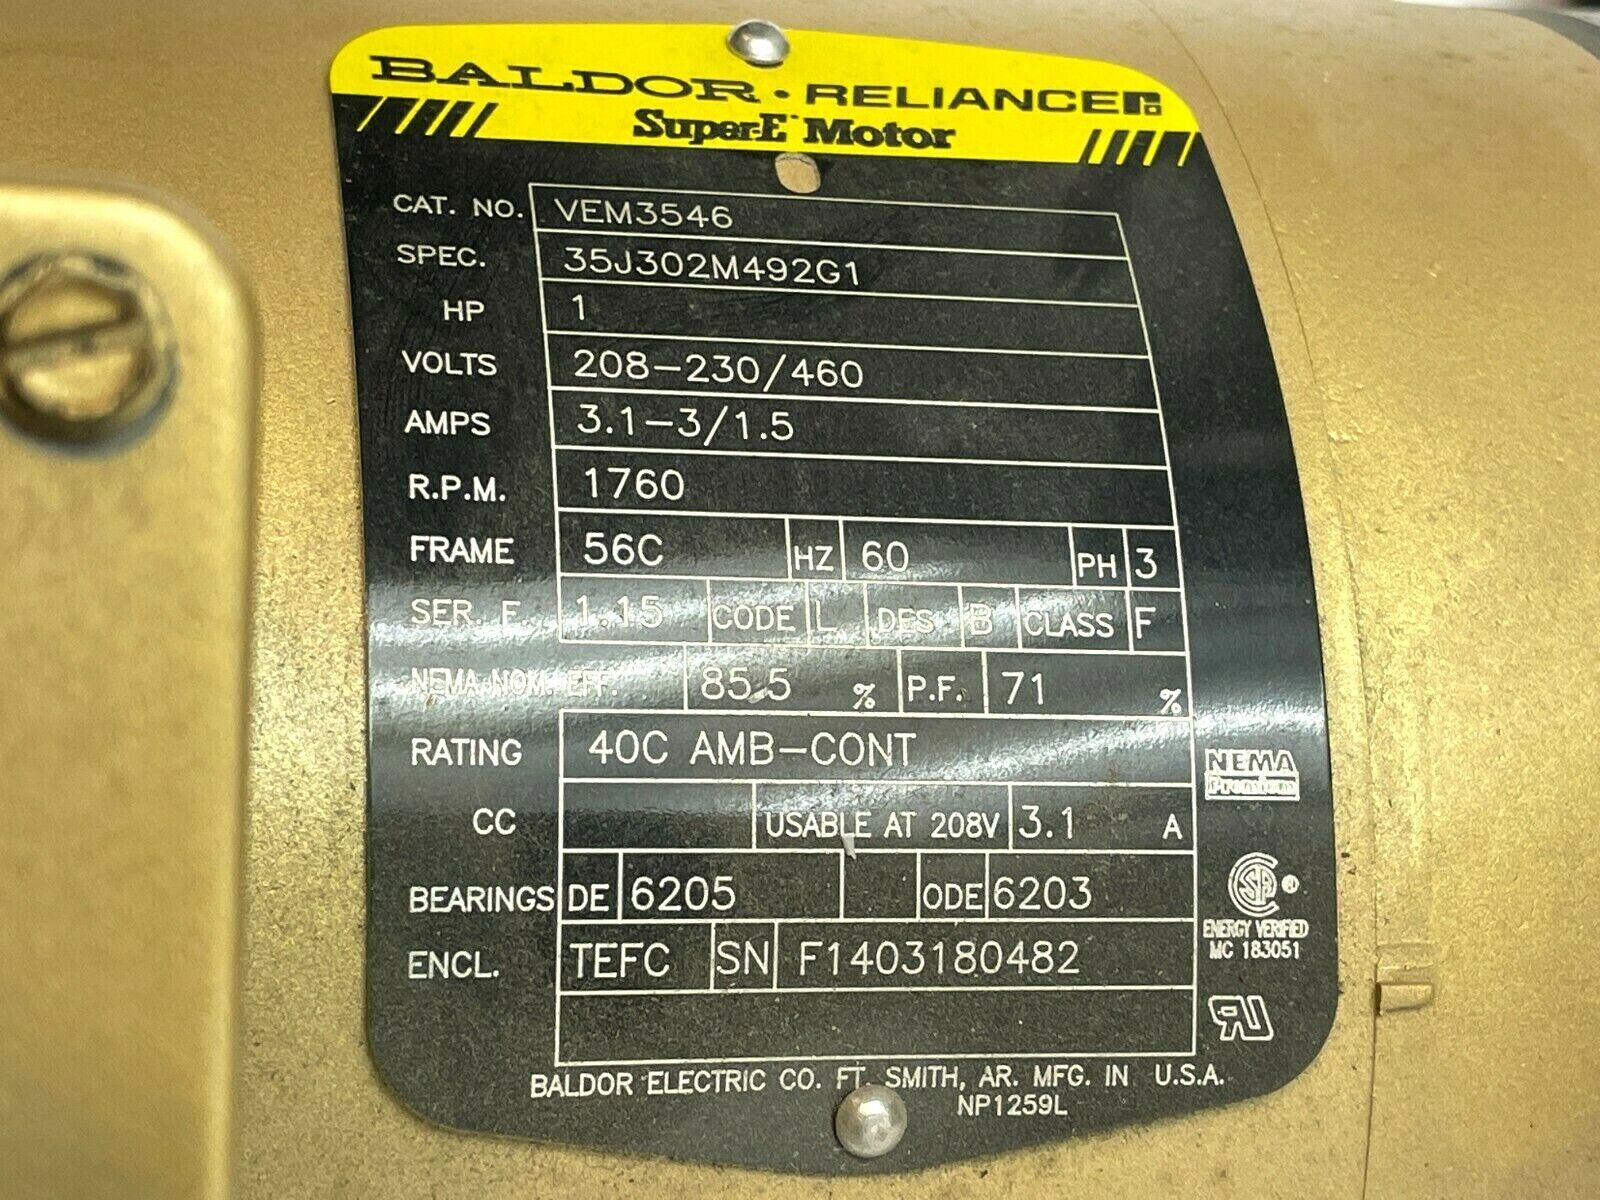 BALDOR · RELIANCE
Super-E Motor
CAT. NO. VEM3546
SPEC. 35J302M492G1
HP 1
VOLTS 208-230/460
AMPS 3.1-3/1.5
R.P.M. 1760
FRAME 56C HZ 60 PH 3
SER. F. 1.15 CODE L DES B CLASS F
NEMA NOM. EFF. 85.5 % P.F. 71 %
RATING 40C AMB-CONT
NEMA
Premium
CC USABLE AT 208V 3.1 A
BEARINGS DE 6205 ODE 6203
SA ®
ENERGY VERIFIED
MC 183051
ENCL. TEFC SN F1403180482
UR
BALDOR ELECTRIC CO. FT. SMITH, AR. MFG. IN U.S.A.
NP1259L